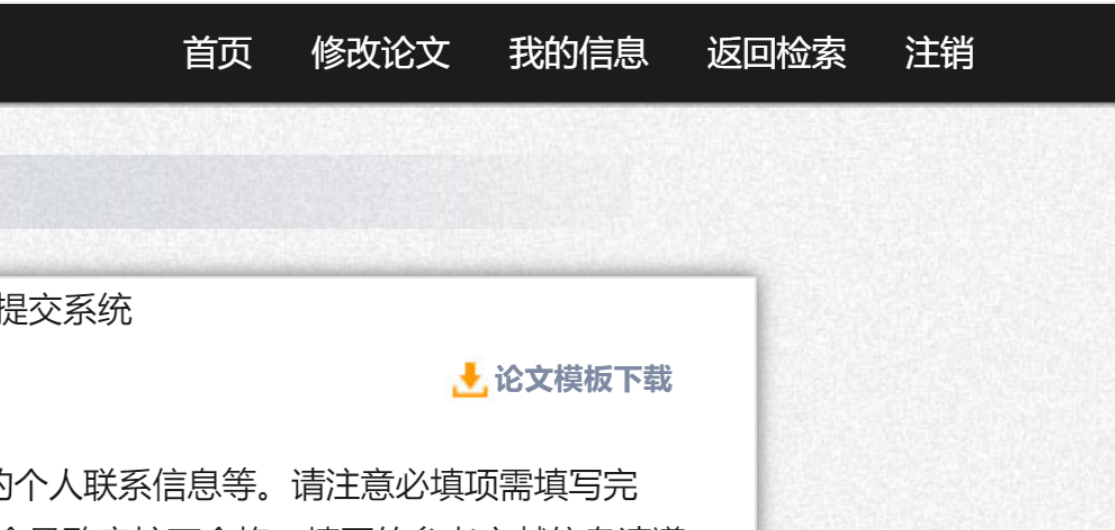 首页 修改论文 我的信息 返回检索 注销
提交系统
论文模板下载
的个人联系信息等。请注意必填项需填写完